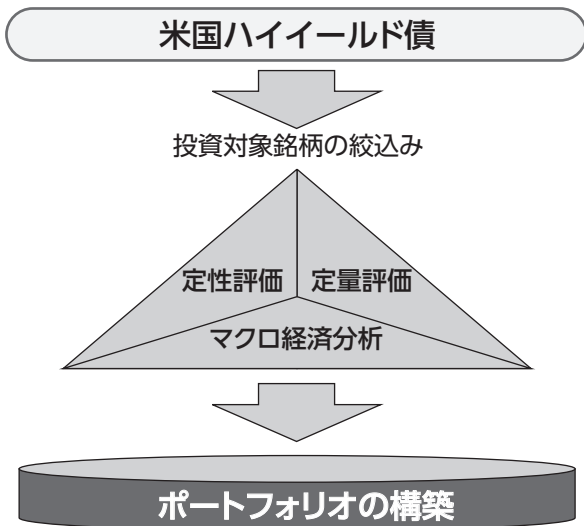 米国ハイイールド債
投資対象銘柄の絞込み
定性評価 定量評価
マクロ経済分析
ポートフォリオの構築